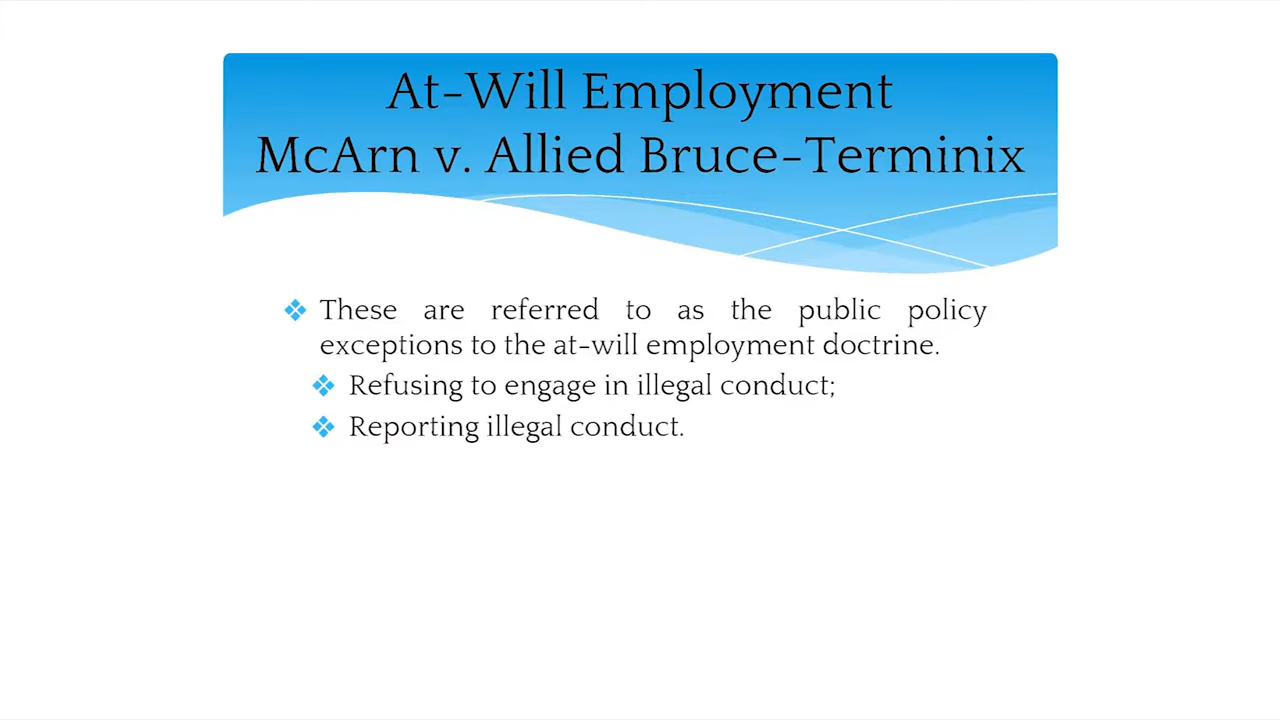 At-Will Employment
McArn v. Allied Bruce-Terminix
These are referred to as the public policy
exceptions to the at-will employment doctrine.
Refusing to engage in illegal conduct;
Reporting illegal conduct.